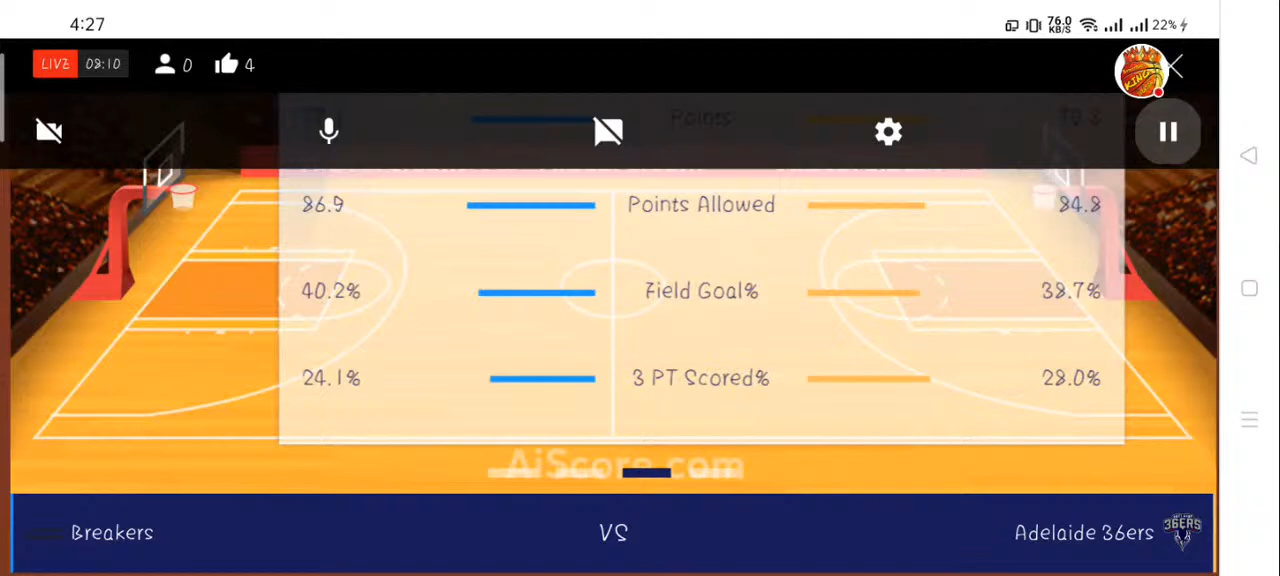 4:27
76.0 KB/S 22%
LIVE 08:10 0 4
KING
Points
86.9 Points Allowed 84.8
40.2% Field Goal% 38.7%
24.1% 3 PT Scored% 28.0%
AiScore.com
Breakers VS Adelaide 36ers 36ERS